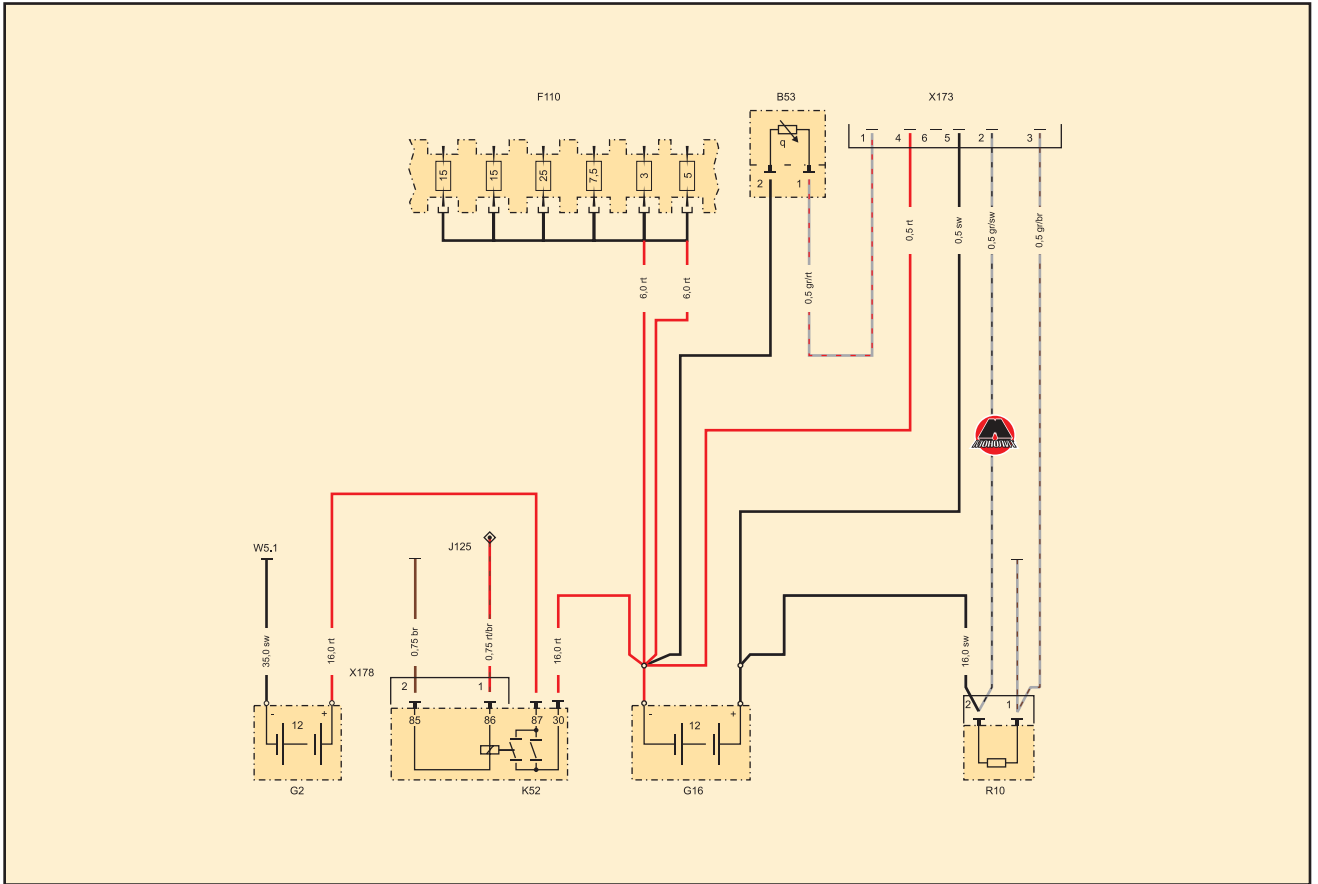 F110
B53
X173
1 4 6 5 2 3
15 15 25 7,5 3 5
q
2 1
6,0 rt
6,0 rt
0,5 gr/rt
0,5 rt
0,5 sw
0,5 gr/sw
0,5 gr/br
W5.1
J125
35,0 sw
16,0 rt
0,75 br
0,75 rt/br
16,0 rt
16,0 sw
X178
2 1
85 86 87 30
- 12 +
- 12 +
2 1
G2
K52
G16
R10